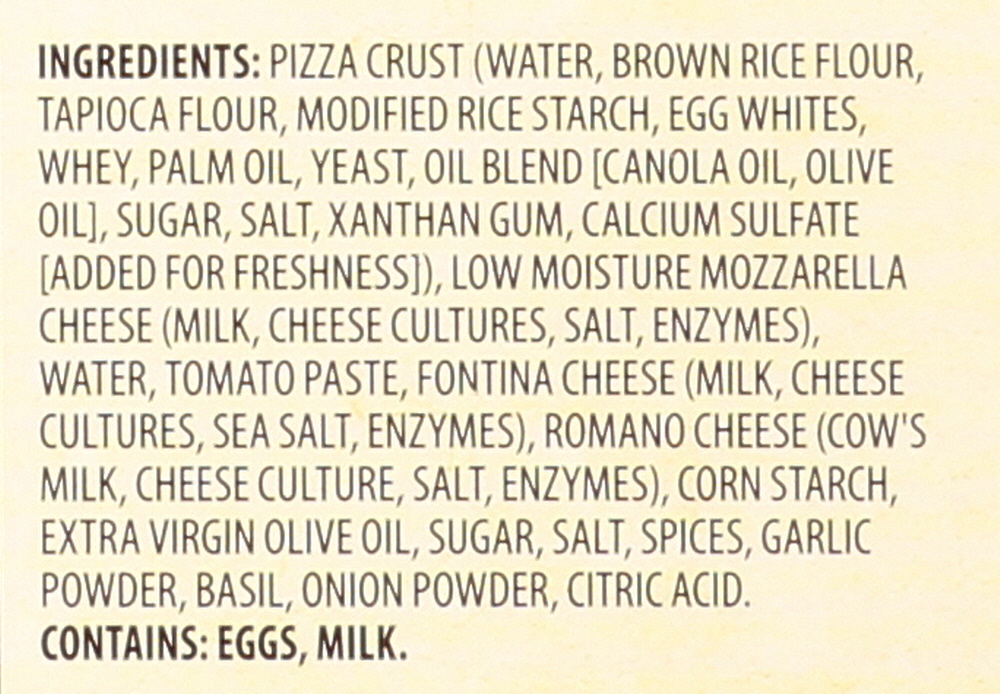 INGREDIENTS: PIZZA CRUST (WATER, BROWN RICE FLOUR,
TAPIOCA FLOUR, MODIFIED RICE STARCH, EGG WHITES,
WHEY, PALM OIL, YEAST, OIL BLEND [CANOLA OIL, OLIVE
OIL], SUGAR, SALT, XANTHAN GUM, CALCIUM SULFATE
[ADDED FOR FRESHNESS]), LOW MOISTURE MOZZARELLA
CHEESE (MILK, CHEESE CULTURES, SALT, ENZYMES),
WATER, TOMATO PASTE, FONTINA CHEESE (MILK, CHEESE
CULTURES, SEA SALT, ENZYMES), ROMANO CHEESE (COW'S
MILK, CHEESE CULTURE, SALT, ENZYMES), CORN STARCH,
EXTRA VIRGIN OLIVE OIL, SUGAR, SALT, SPICES, GARLIC
POWDER, BASIL, ONION POWDER, CITRIC ACID.
CONTAINS: EGGS, MILK.